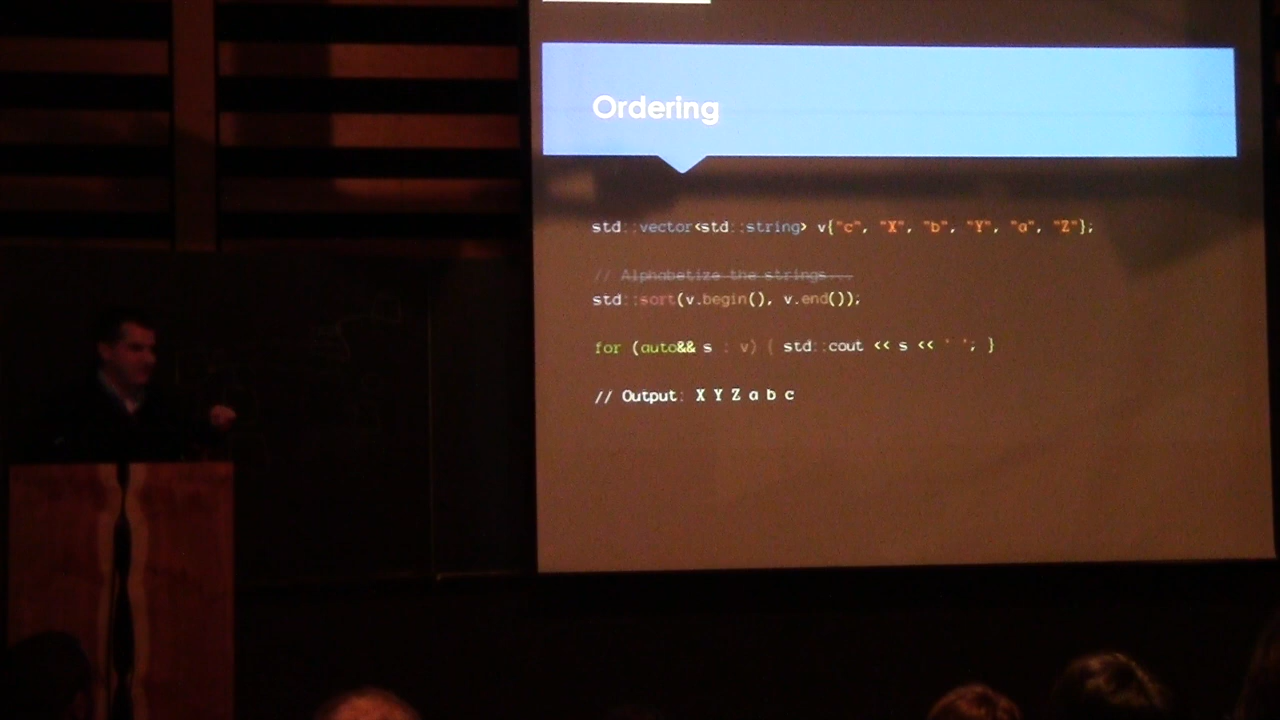 Ordering
std::vector<std::string> v{"c", "X", "b", "Y", "a", "Z"};
// Alphabetize the strings...
std::sort(v.begin(), v.end());
for (auto&& s : v) { std::cout << s << ' '; }
// Output: X Y Z a b c